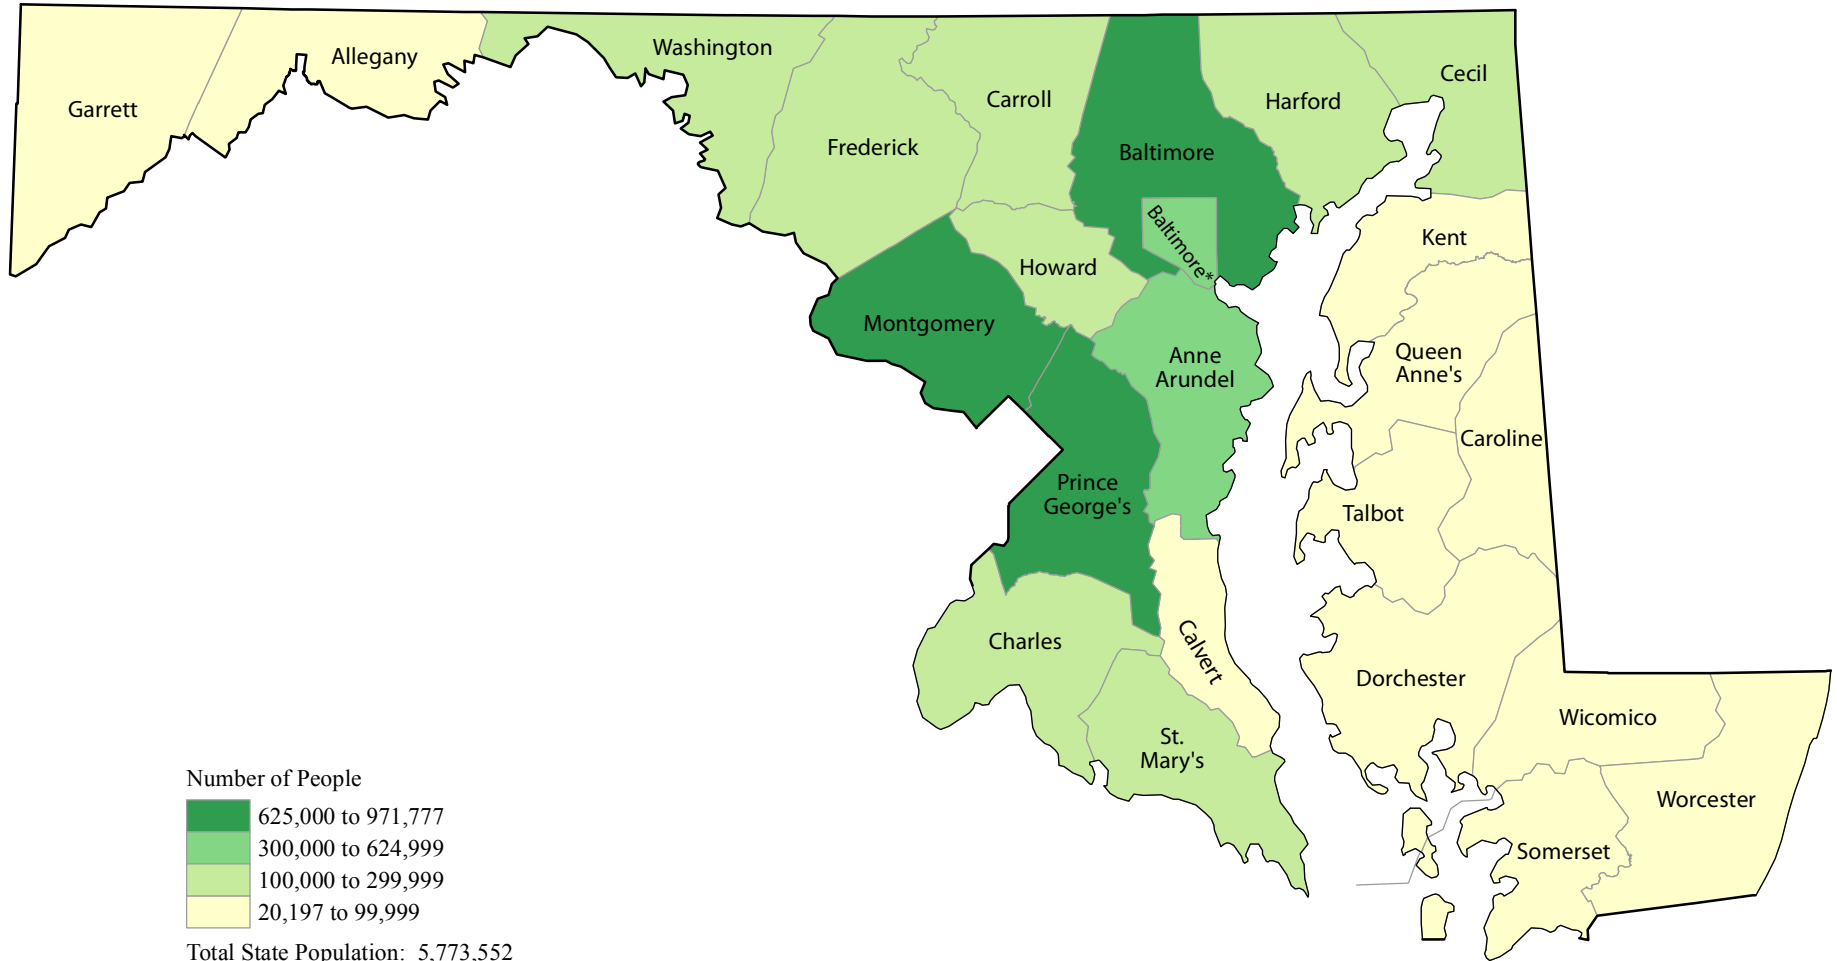 Washington
Allegany
Cecil
Garrett
Carroll
Harford
Frederick
Baltimore
Baltimore*
Kent
Howard
Montgomery
Anne
Arundel
Queen
Anne's
Caroline
Prince
George's
Talbot
Charles
Calvert
Dorchester
Wicomico
St.
Mary's
Worcester
Somerset
Number of People
625,000 to 971,777
300,000 to 624,999
100,000 to 299,999
20,197 to 99,999
Total State Population: 5,773,552